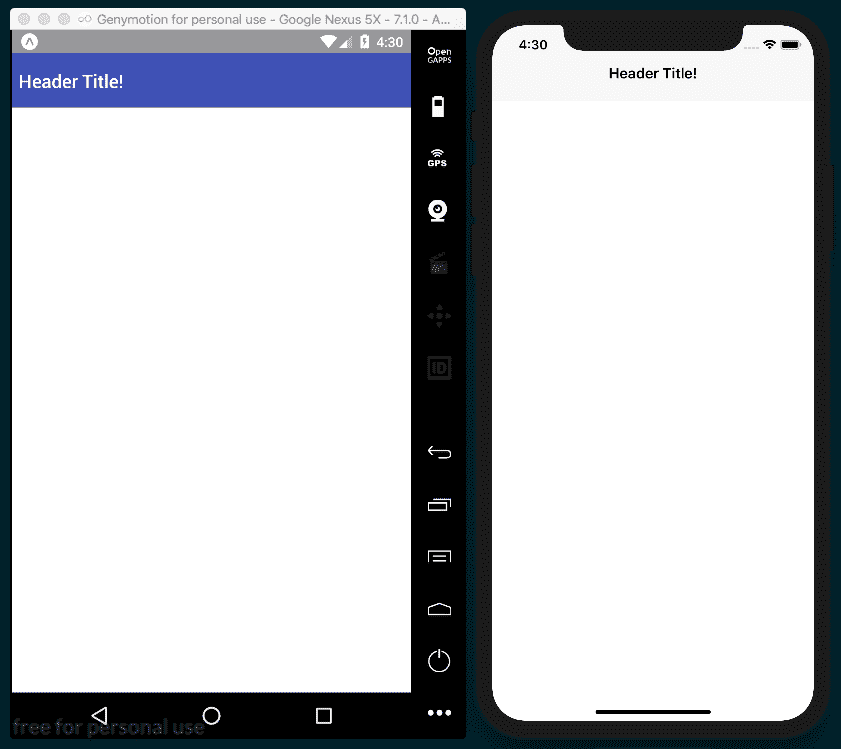 Genymotion for personal use - Google Nexus 5X - 7.1.0 - A...
4:30
Header Title!
Open
GAPPS
GPS
ID
free for personal use
4:30
Header Title!